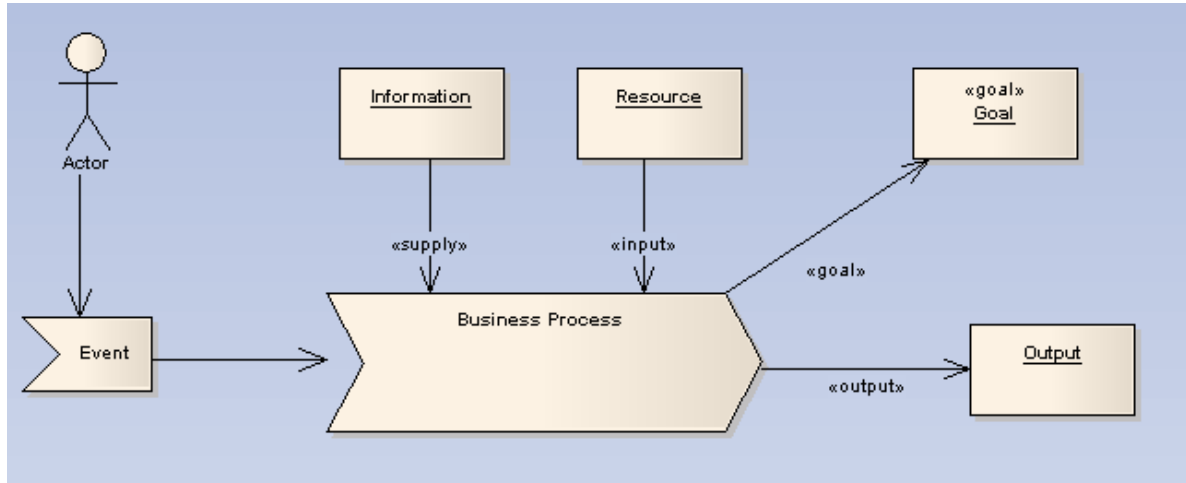 Actor
Information
Resource
«goal»
Goal
«supply»
«input»
«goal»
Event
Business Process
Output
«output»